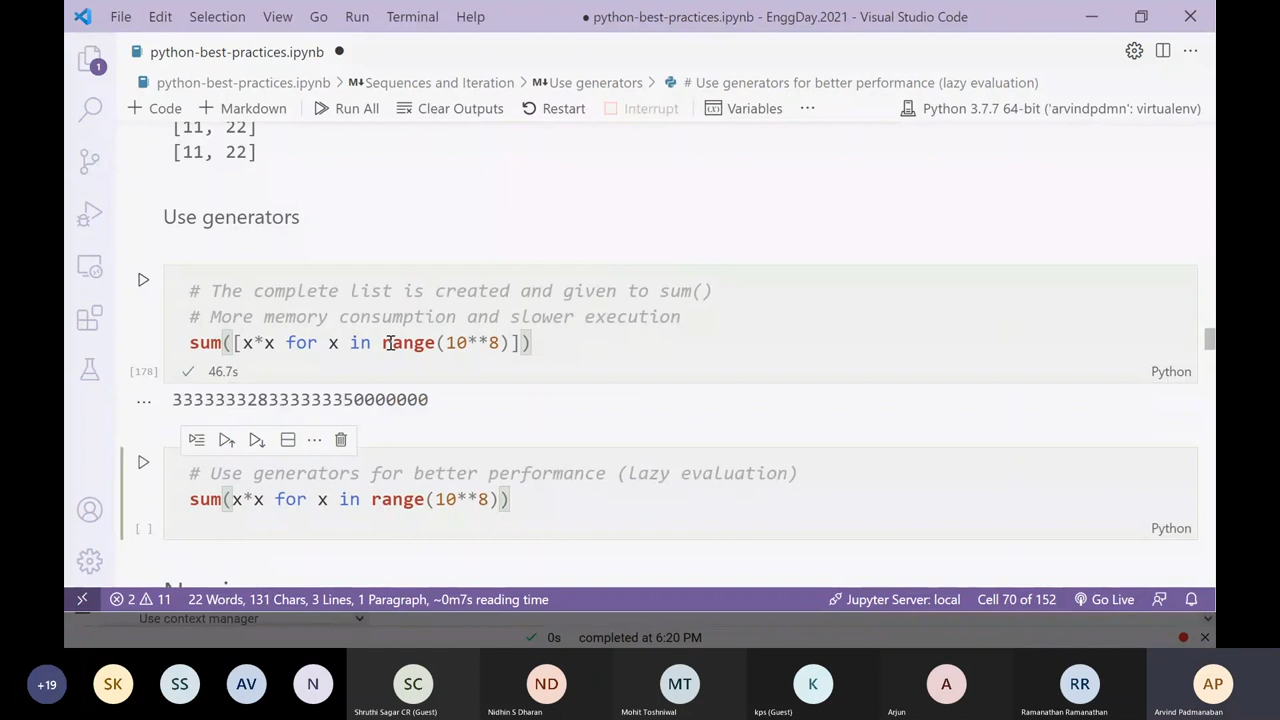 File Edit Selection View Go Run Terminal Help
● python-best-practices.ipynb - EnggDay.2021 - Visual Studio Code
python-best-practices.ipynb ●
python-best-practices.ipynb > M↓Sequences and Iteration > M↓Use generators > # Use generators for better performance (lazy evaluation)
+ Code + Markdown Run All Clear Outputs Restart Interrupt Variables ··· Python 3.7.7 64-bit ('arvindpdmn': virtualenv)
1
[11, 22]
[11, 22]
Use generators
# The complete list is created and given to sum()
# More memory consumption and slower execution
sum([x*x for x in range(10**8)])
[178] ✓ 46.7s Python
... 333333328333333350000000
# Use generators for better performance (lazy evaluation)
sum(x*x for x in range(10**8))
[ ] Python
2 11 22 Words, 131 Chars, 3 Lines, 1 Paragraph, ~0m7s reading time Jupyter Server: local Cell 70 of 152 Go Live
Use context manager
✓ 0s completed at 6:20 PM
+19 SK SS AV N SC ND MT K A RR AP
Shruthi Sagar CR (Guest) Nidhin S Dharan Mohit Toshniwal kps (Guest) Arjun Ramanathan Ramanathan Arvind Padmanaban